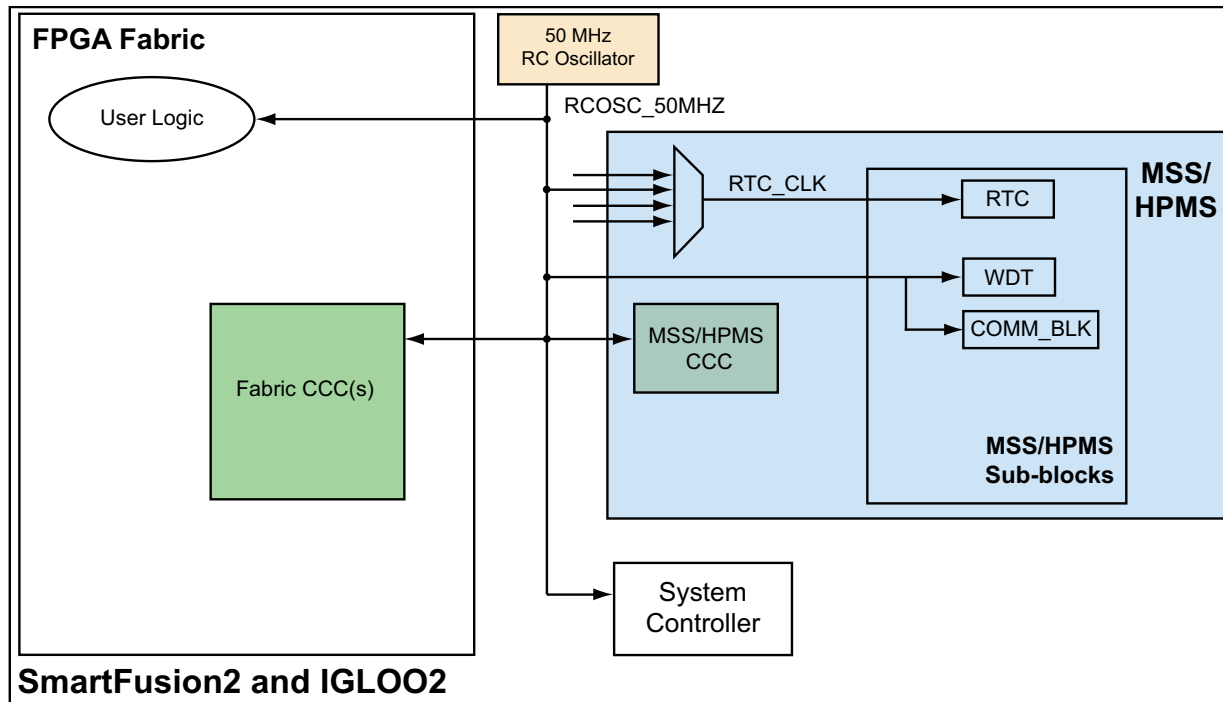 FPGA Fabric
50 MHz
RC Oscillator
RCOSC_50MHZ
User Logic
MSS/
HPMS
RTC_CLK
RTC
WDT
COMM_BLK
MSS/HPMS
CCC
Fabric CCC(s)
MSS/HPMS
Sub-blocks
System
Controller
SmartFusion2 and IGLOO2